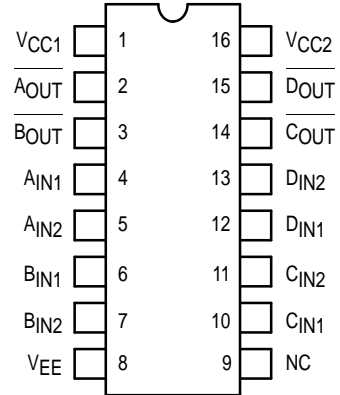 VCC1 1 16 VCC2
AOUT 2 15 DOUT
BOUT 3 14 COUT
AIN1 4 13 DIN2
AIN2 5 12 DIN1
BIN1 6 11 CIN2
BIN2 7 10 CIN1
VEE 8 9 NC